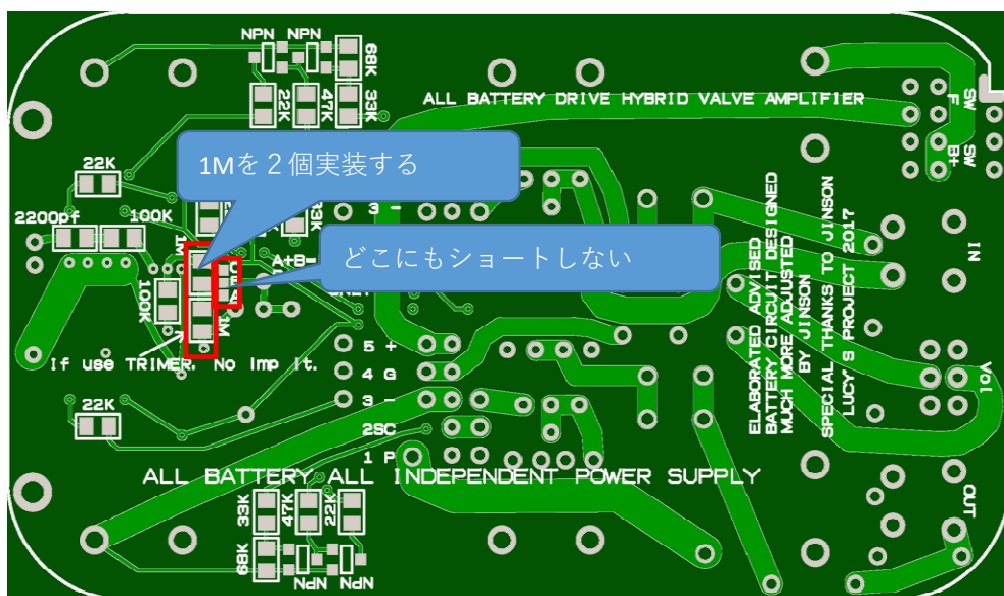 NPN NPN
68K
22K
47K
33K
ALL BATTERY DRIVE HYBRID VALVE AMPLIFIER
SW
F
SW
B+
22K
1Mを２個実装する
2200pf
100K
33K
3 -
1M
A+B=
どこにもショートしない
IN
100K
1M
If use TRIMER, No Imp it.
5 +
4 G
3 -
2SC
1 P
22K
ELABORATED ADVISED
BATTERY CIRCUIT DESIGNED
MUCH MORE ADJUSTED
BY JINSON
SPECIAL THANKS TO JINSON
LUCY'S PROJECT 2017
Vol
ALL BATTERY ALL INDEPENDENT POWER SUPPLY
33K
47K
22K
OUT
68K
NPN NPN